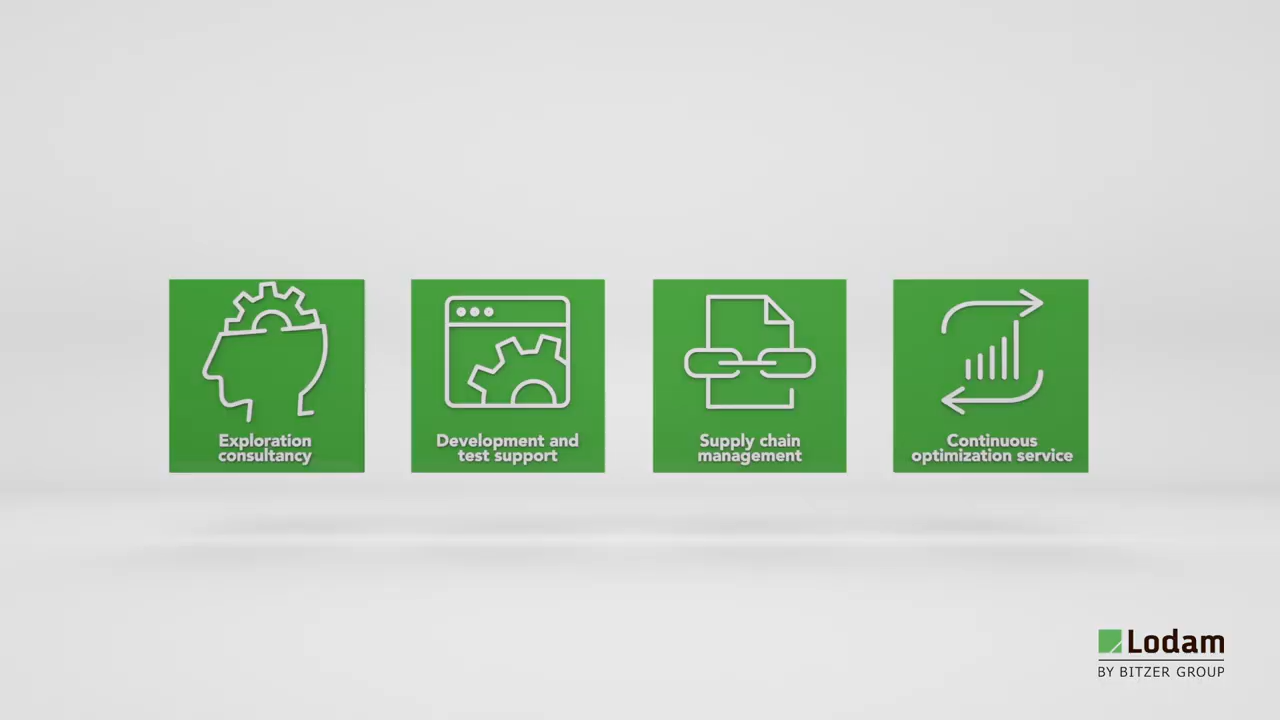 Exploration
consultancy
Development and
test support
Supply chain
management
Continuous
optimization service
Lodam
BY BITZER GROUP